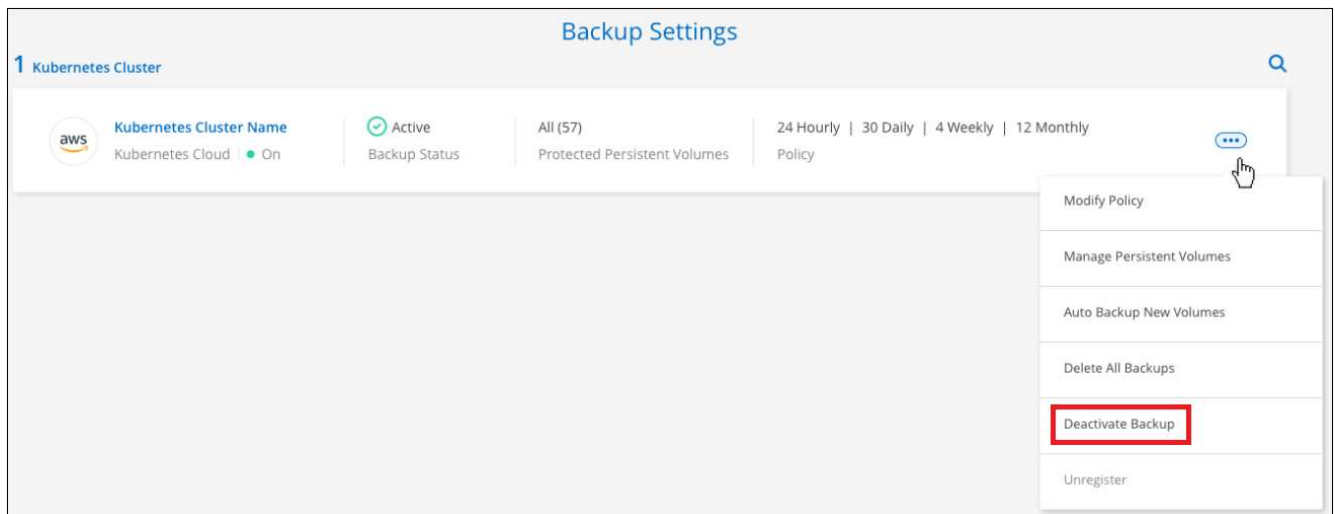 Backup Settings
1 Kubernetes Cluster
aws
Kubernetes Cluster Name
Kubernetes Cloud | On
Active
Backup Status
All (57)
Protected Persistent Volumes
24 Hourly | 30 Daily | 4 Weekly | 12 Monthly
Policy
Modify Policy
Manage Persistent Volumes
Auto Backup New Volumes
Delete All Backups
Deactivate Backup
Unregister